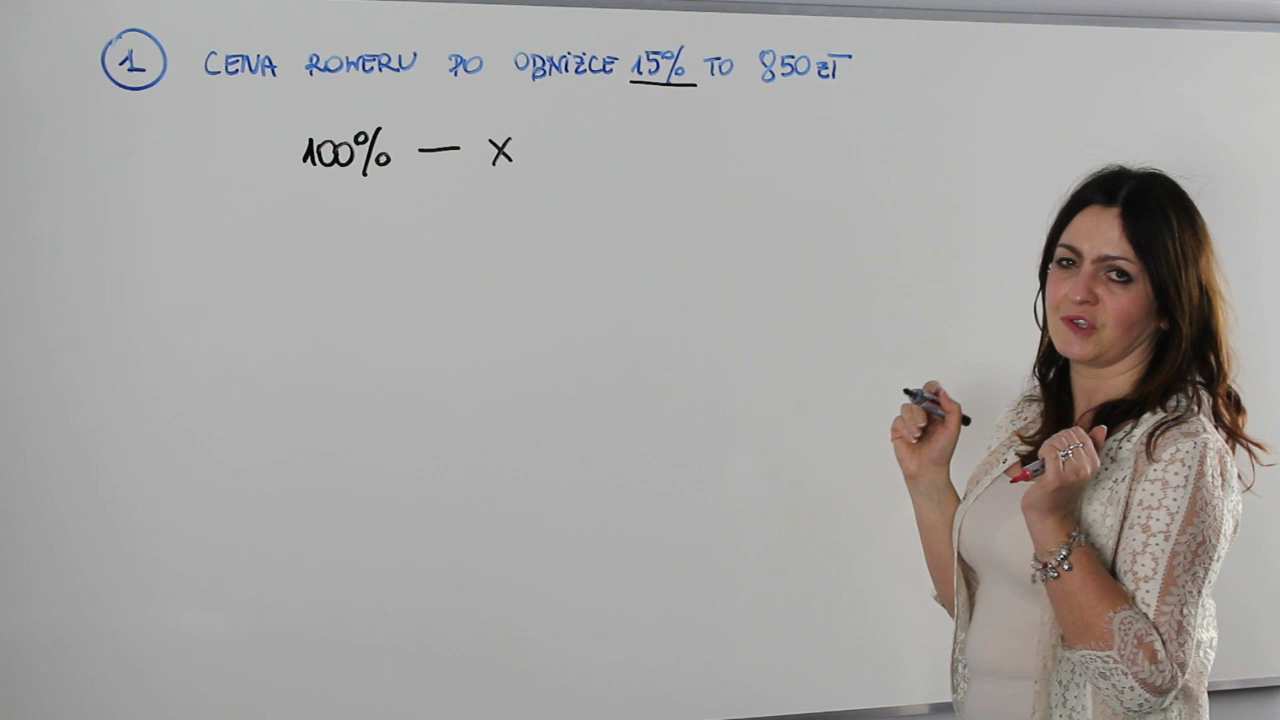 1 CENA ROWERU PO OBNIŻCE 15% TO 850 ZŁ
100% — X